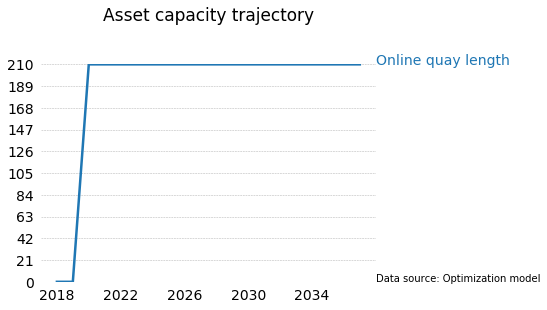 Asset capacity trajectory
210
189
168
147
126
105
84
63
42
21
0
Online quay length
Data source: Optimization model
2018 2022 2026 2030 2034